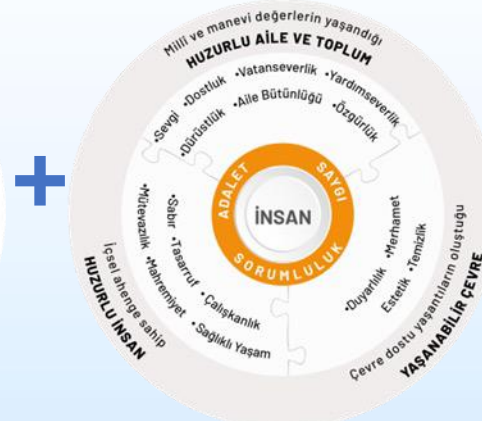 Millî ve manevi değerlerin yaşandığı
HUZURLU AİLE VE TOPLUM
•Sevgi •Dostluk •Vatanseverlik •Yardımseverlik
•Dürüstlük •Aile Bütünlüğü •Özgürlük
ADALET
SAYGI
SORUMLULUK
İNSAN
•Mütevazılık •Mahremiyet •Sağlıklı Yaşam
•Sabır •Tasarruf •Çalışkanlık
İçsel ahenge sahip
HUZURLU İNSAN
•Duyarlılık •Merhamet
Estetik •Temizlik
Çevre dostu yaşantıların oluştuğu
YAŞANABİLİR ÇEVRE
+